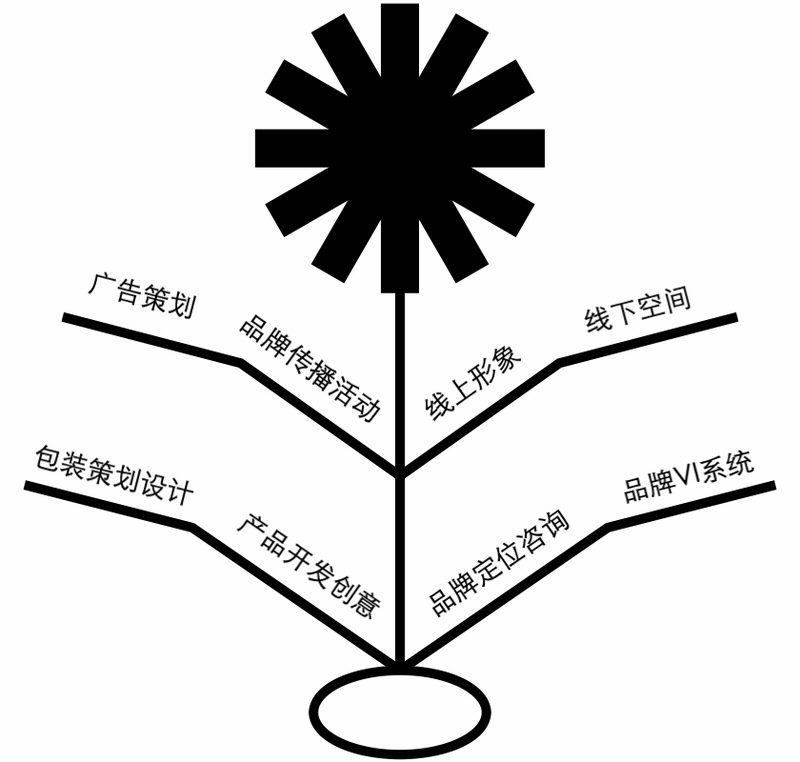 广告策划
品牌传播活动
线上形象
线下空间
包装策划设计
产品开发创意
品牌定位咨询
品牌VI系统